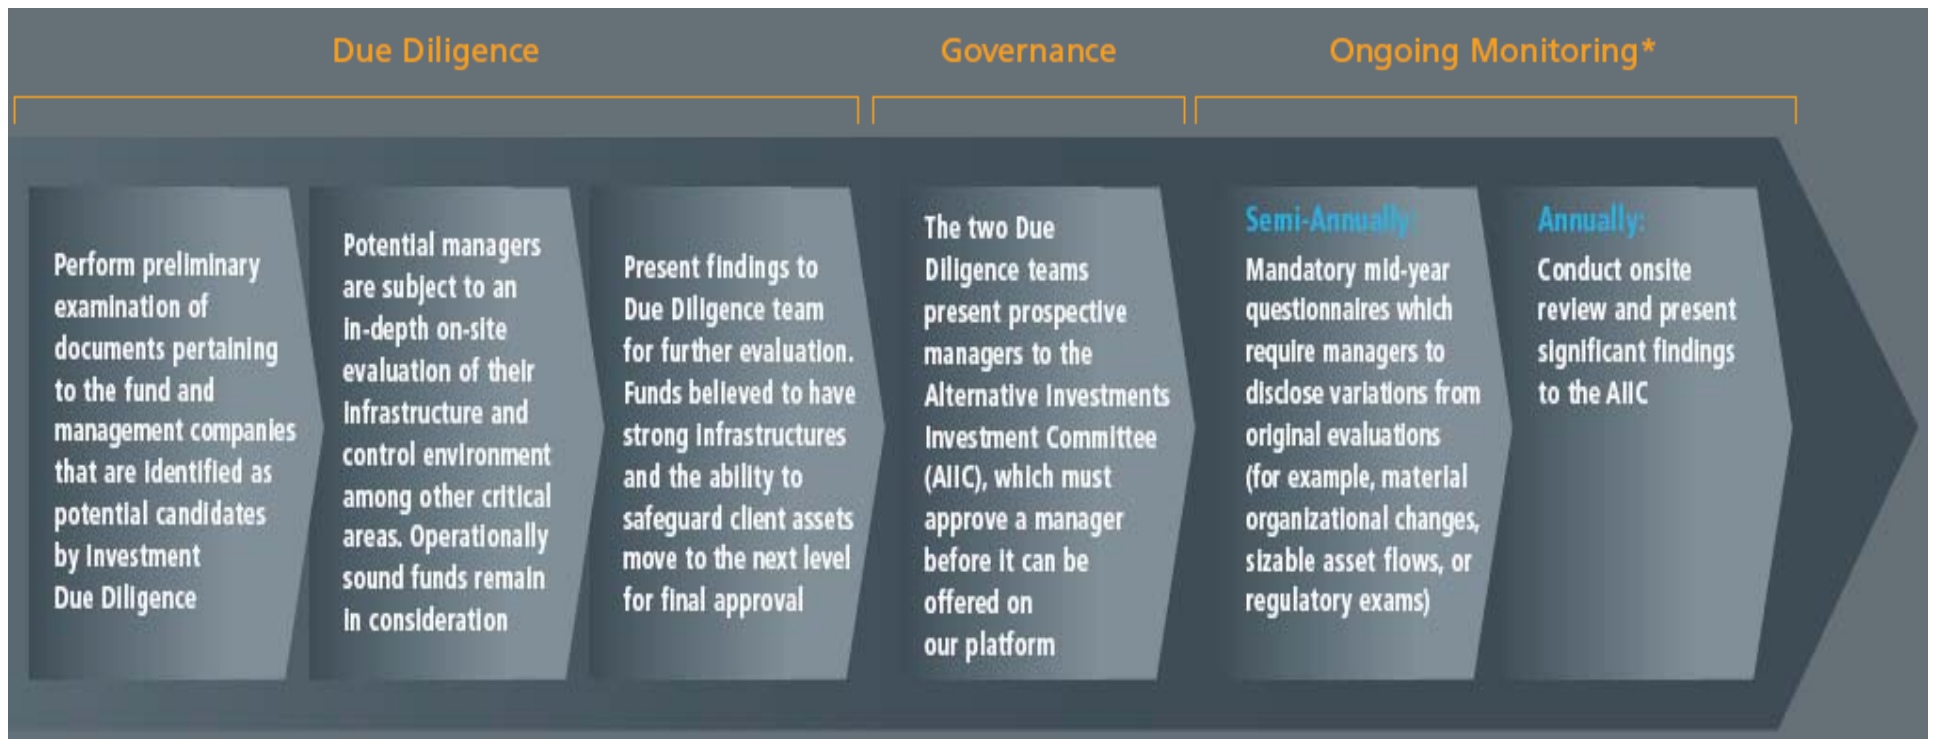 Due Diligence
Governance
Ongoing Monitoring*
Perform preliminary
examination of
documents pertaining
to the fund and
management companies
that are identified as
potential candidates
by Investment
Due Diligence
Potential managers
are subject to an
in-depth on-site
evaluation of their
infrastructure and
control environment
among other critical
areas. Operationally
sound funds remain
in consideration
Present findings to
Due Diligence team
for further evaluation.
Funds believed to have
strong infrastructures
and the ability to
safeguard client assets
move to the next level
for final approval
The two Due
Diligence teams
present prospective
managers to the
Alternative Investments
Investment Committee
(AIIC), which must
approve a manager
before it can be
offered on
our platform
Semi-Annually:
Mandatory mid-year
questionnaires which
require managers to
disclose variations from
original evaluations
(for example, material
organizational changes,
sizable asset flows, or
regulatory exams)
Annually:
Conduct onsite
review and present
significant findings
to the AIIC